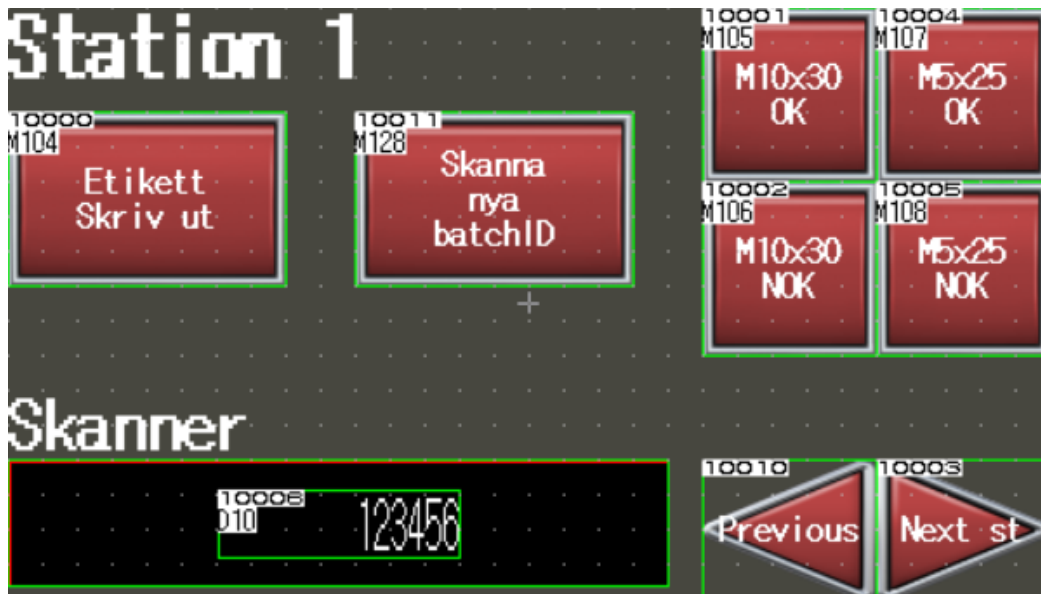 Station 1
10000
M104
Etikett
Skriv ut
10011
M128
Skanna
nya
batchID
10001
M105
M10x30
OK
10004
M107
M5x25
OK
10002
M106
M10x30
NOK
10005
M108
M5x25
NOK
Skanner
10006
D10
123456
10010
Previous
10003
Next st